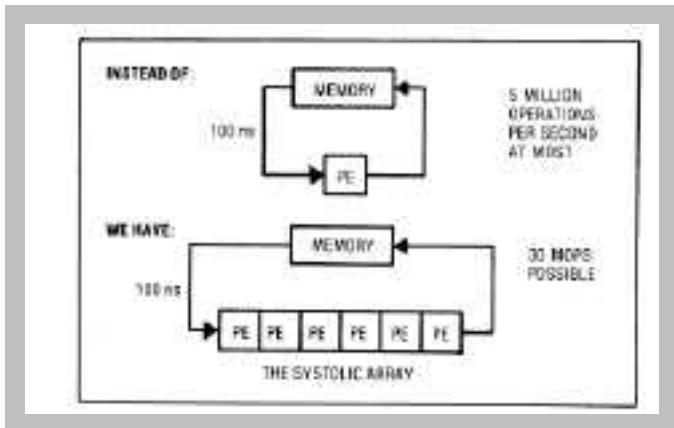 INSTEAD OF:
MEMORY
100 ns
PE
5 MILLION
OPERATIONS
PER SECOND
AT MOST
WE HAVE:
MEMORY
100 ns
PE PE PE PE PE PE
30 MOPS
POSSIBLE
THE SYSTOLIC ARRAY